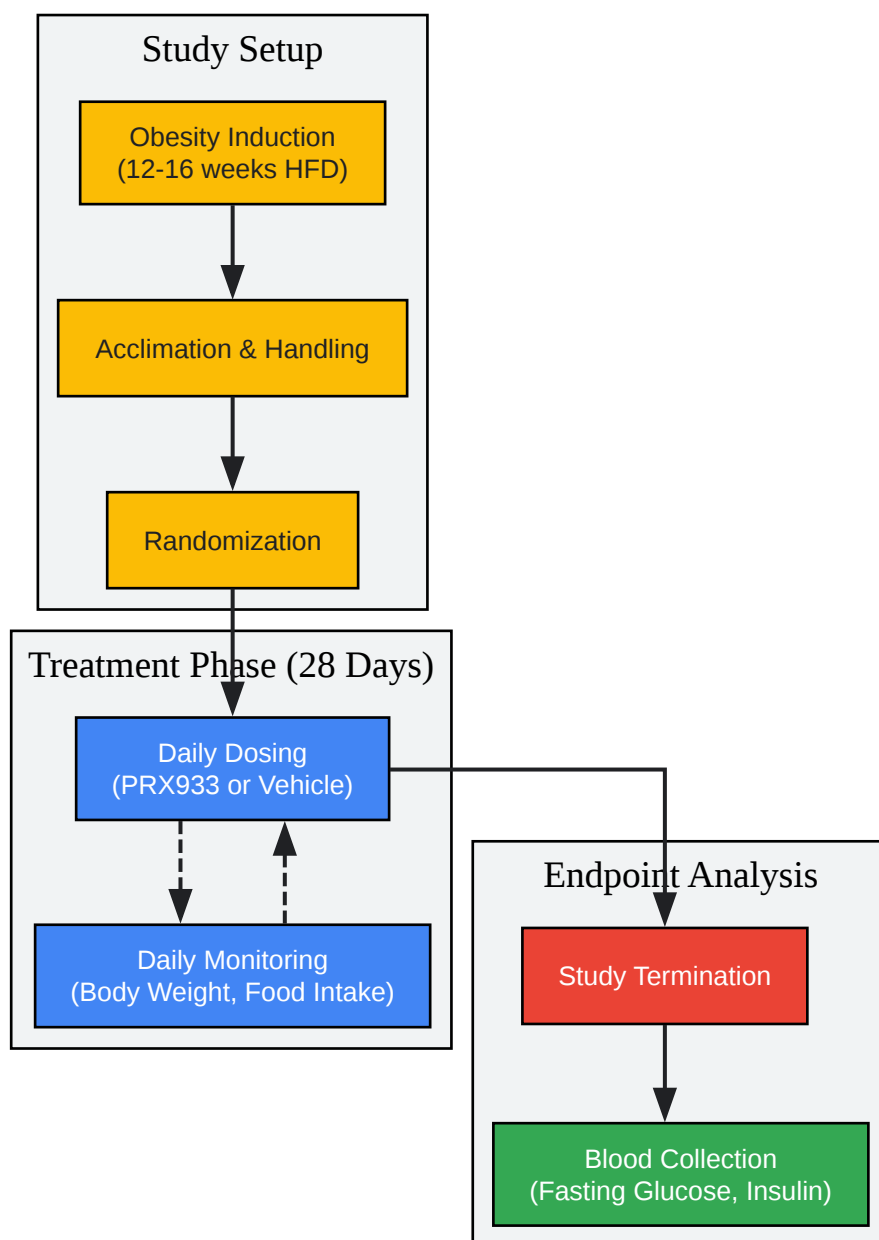 Study Setup
Obesity Induction
(12-16 weeks HFD)
Acclimation & Handling
Randomization
Treatment Phase (28 Days)
Daily Dosing
(PRX933 or Vehicle)
Daily Monitoring
(Body Weight, Food Intake)
Endpoint Analysis
Study Termination
Blood Collection
(Fasting Glucose, Insulin)